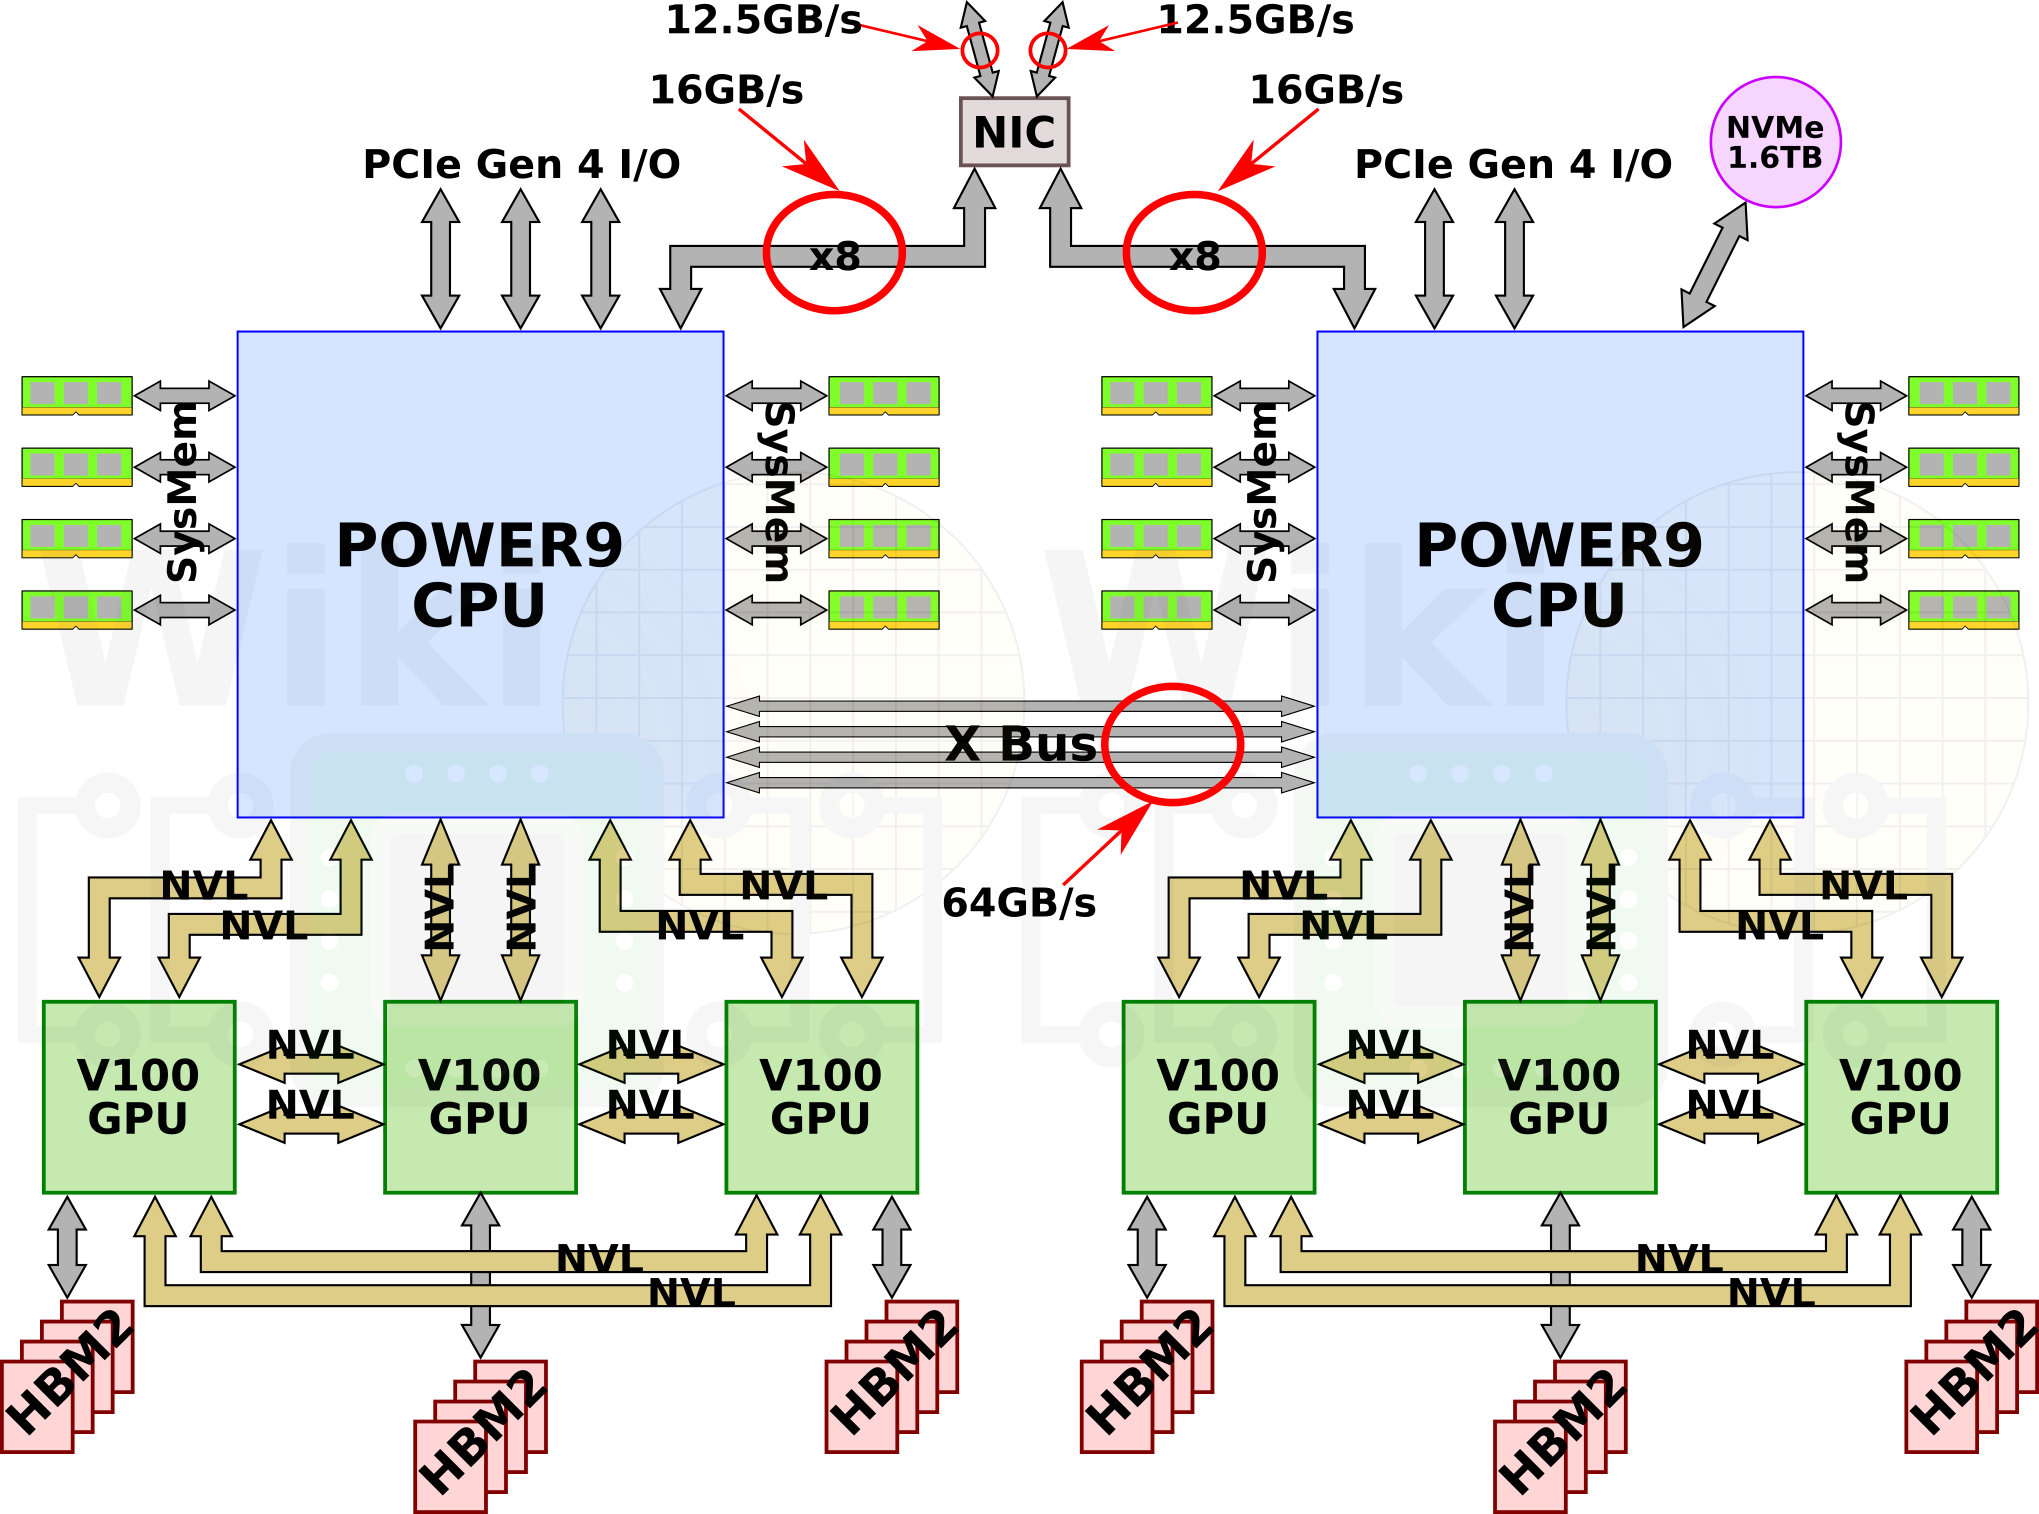 12.5GB/s
12.5GB/s
16GB/s
16GB/s
NIC
NVMe
1.6TB
PCIe Gen 4 I/O
PCIe Gen 4 I/O
x8
x8
SysMem
SysMem
SysMem
SysMem
POWER9
CPU
POWER9
CPU
Wiki
Wiki
X Bus
64GB/s
NVL
NVL
NVL
NVL
NVL
NVL
NVL
NVL
NVL
NVL
NVL
NVL
V100
GPU
NVL
NVL
V100
GPU
NVL
NVL
V100
GPU
V100
GPU
NVL
NVL
V100
GPU
NVL
NVL
V100
GPU
NVL
NVL
NVL
NVL
HBM2
HBM2
HBM2
HBM2
HBM2
HBM2